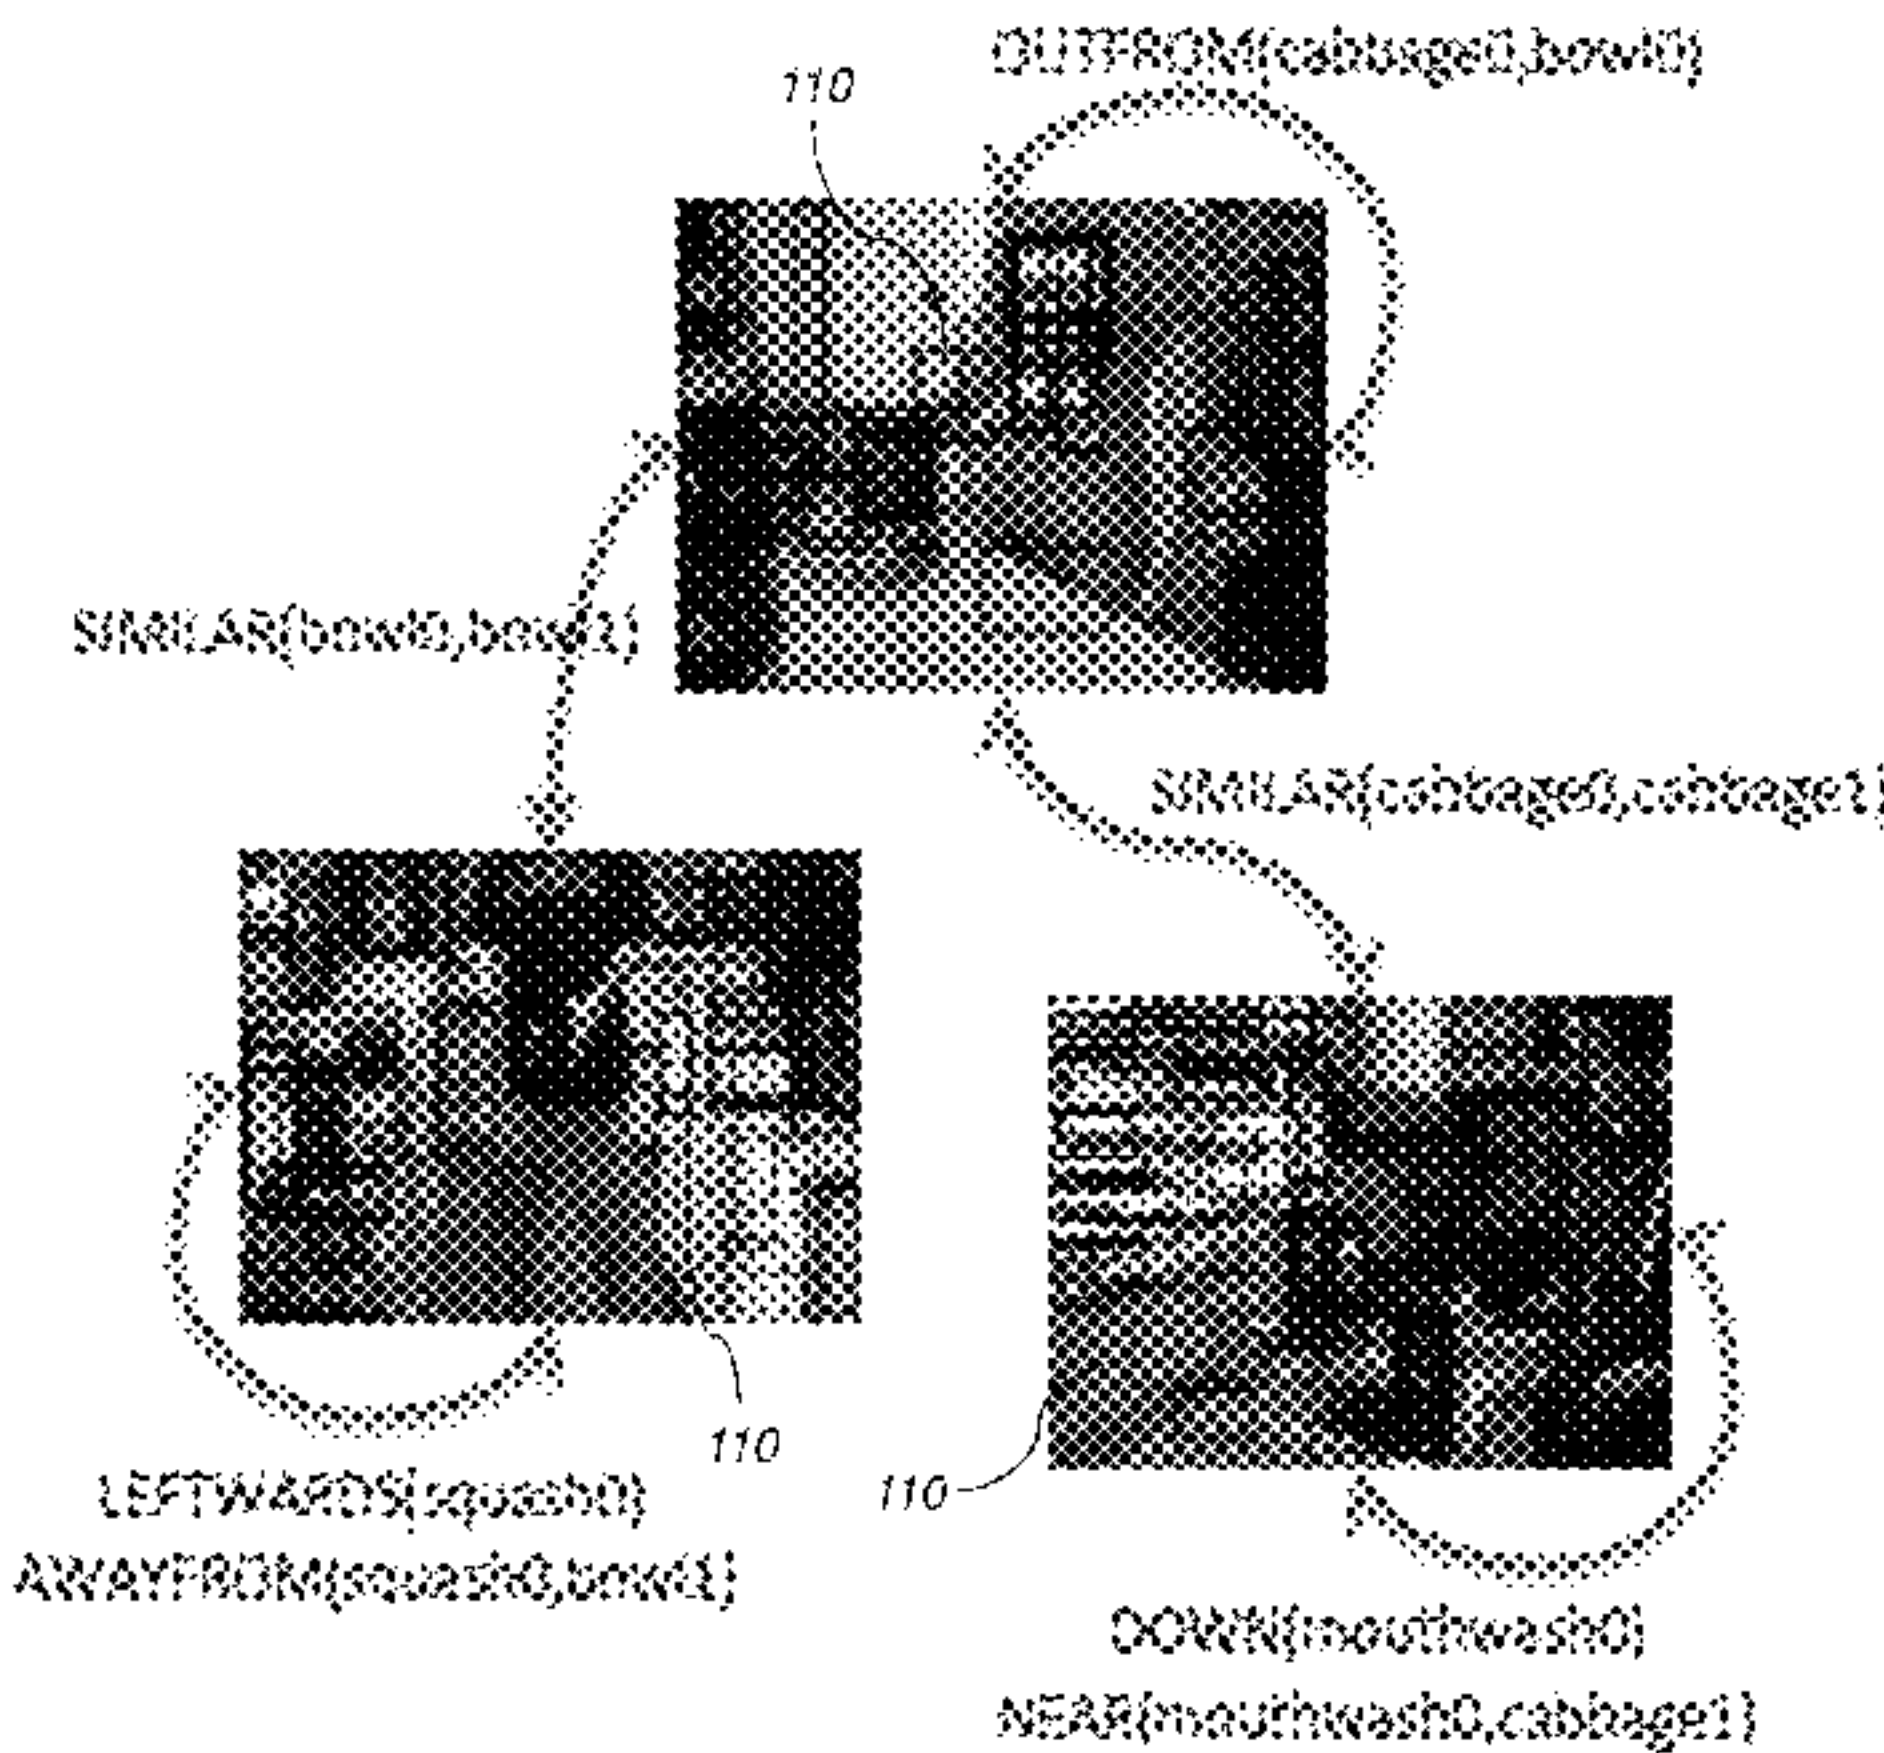 OUTFROM(cabbage0,bowl0)
110
SIMILAR(bowl0,bowl1)
SIMILAR(cabbage0,cabbage1)
110
110
LEFTWARDS(squash0)
AWAYFROM(squash0,bowl1)
DOWN(mouthwash0)
NEAR(mouthwash0,cabbage1)